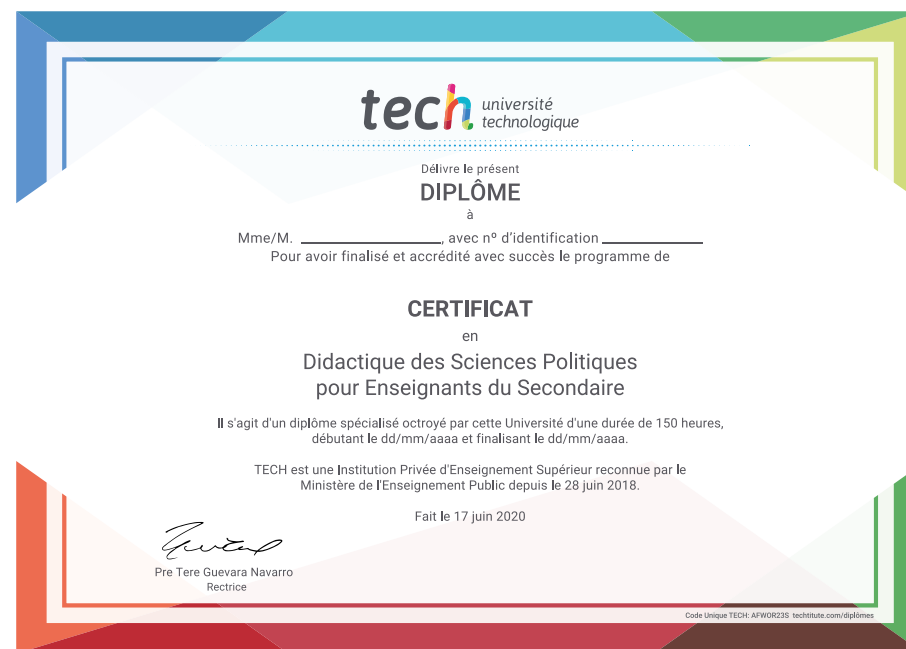 tech université
technologique
Délivre le présent
DIPLÔME
à
Mme/M. ____________________, avec nº d'identification ______________
Pour avoir finalisé et accrédité avec succès le programme de
CERTIFICAT
en
Didactique des Sciences Politiques
pour Enseignants du Secondaire
Il s'agit d'un diplôme spécialisé octroyé par cette Université d'une durée de 150 heures,
débutant le dd/mm/aaaa et finalisant le dd/mm/aaaa.
TECH est une Institution Privée d'Enseignement Supérieur reconnue par le
Ministère de l'Enseignement Public depuis le 28 juin 2018.
Fait le 17 juin 2020
Pre Tere Guevara Navarro
Rectrice
Code Unique TECH: AFWOR23S techtitute.com/diplômes